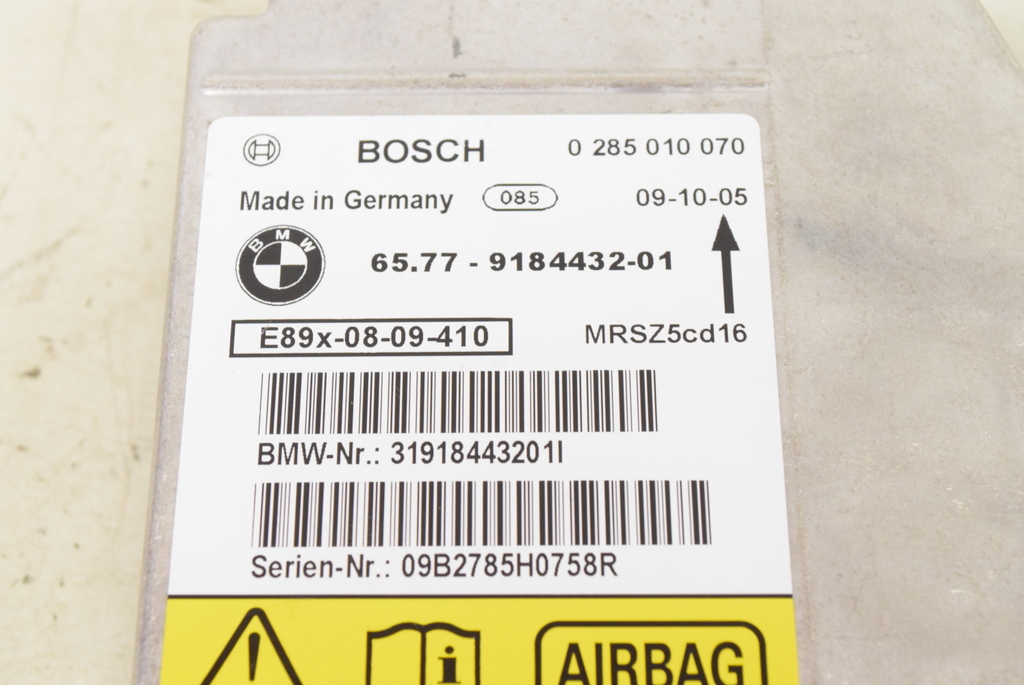 BOSCH 0 285 010 070
Made in Germany 085 09-10-05
BMW 65.77 - 9184432-01
E89x-08-09-410 MRSZ5cd16
BMW-Nr.: 31918443201I
Serien-Nr.: 09B2785H0758R
AIRBAG